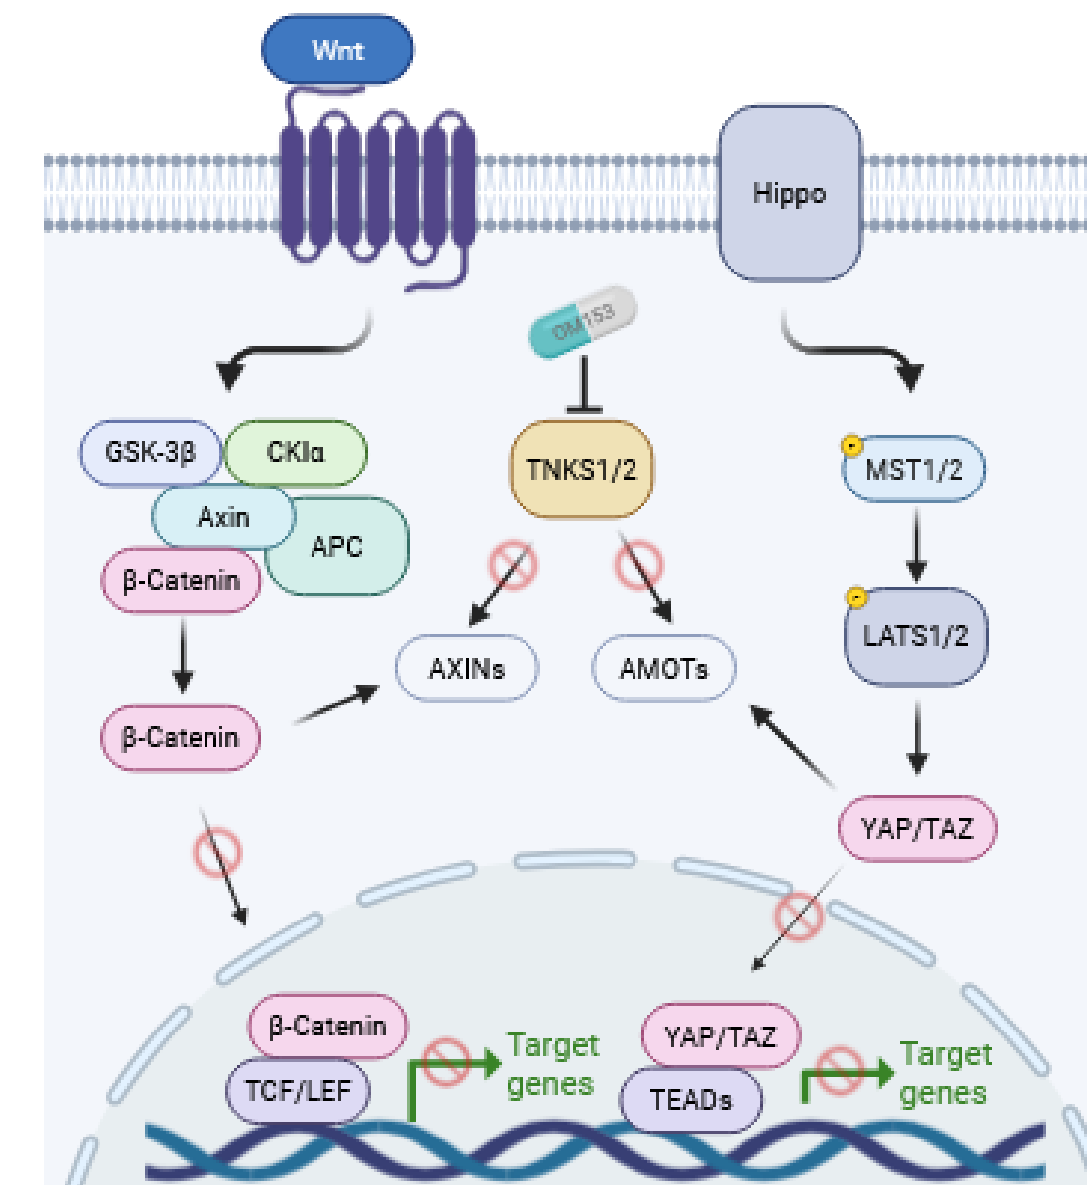 Wnt
Hippo
OM153
GSK-3β
CKIα
Axin
APC
β-Catenin
TNKS1/2
MST1/2
LATS1/2
AXINs
AMOTs
β-Catenin
YAP/TAZ
β-Catenin
TCF/LEF
Target
genes
YAP/TAZ
TEADs
Target
genes